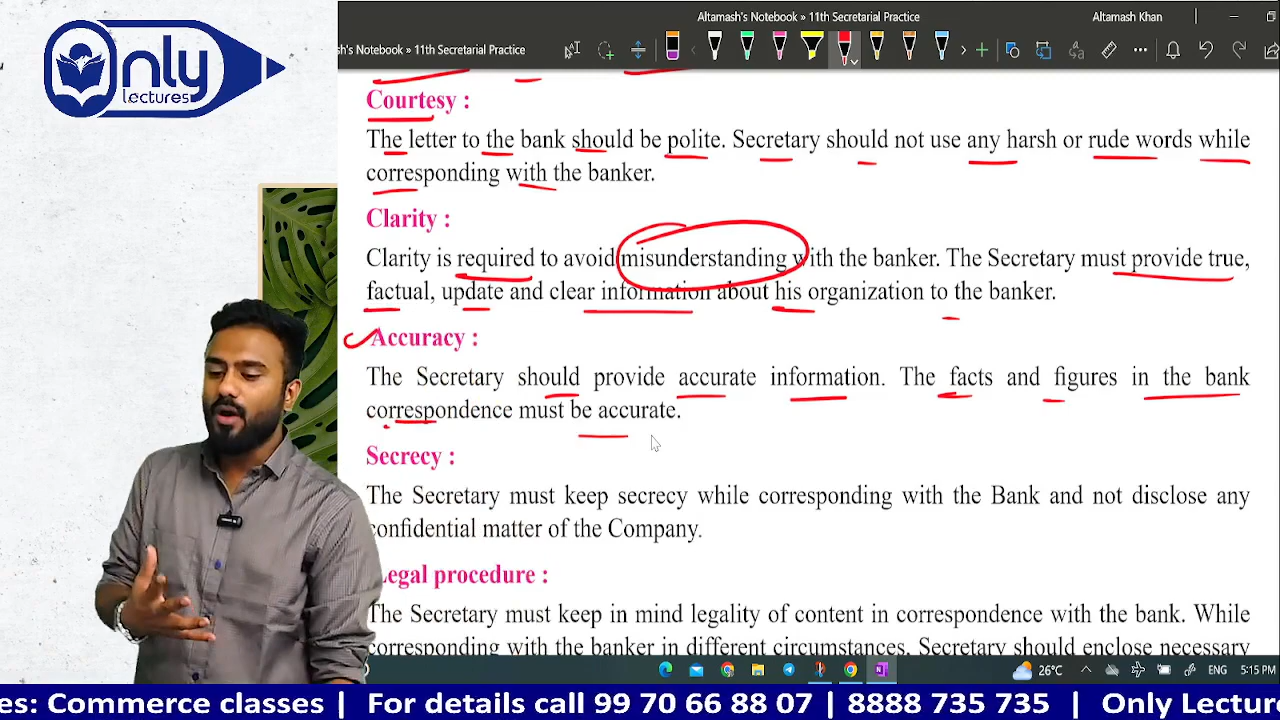 Altamash's Notebook » 11th Secretarial Practice
Altamash Khan
's Notebook » 11th Secretarial Practice
Only
lectures
Courtesy :
The letter to the bank should be polite. Secretary should not use any harsh or rude words while
corresponding with the banker.
Clarity :
Clarity is required to avoid misunderstanding with the banker. The Secretary must provide true,
factual, update and clear information about his organization to the banker.
Accuracy :
The Secretary should provide accurate information. The facts and figures in the bank
correspondence must be accurate.
Secrecy :
The Secretary must keep secrecy while corresponding with the Bank and not disclose any
confidential matter of the Company.
Legal procedure :
The Secretary must keep in mind legality of content in correspondence with the bank. While
corresponding with the banker in different circumstances, Secretary should enclose necessary
26°C
ENG
5:15 PM
es: Commerce classes | For details call 99 70 66 88 07 | 8888 735 735 | Only Lecture